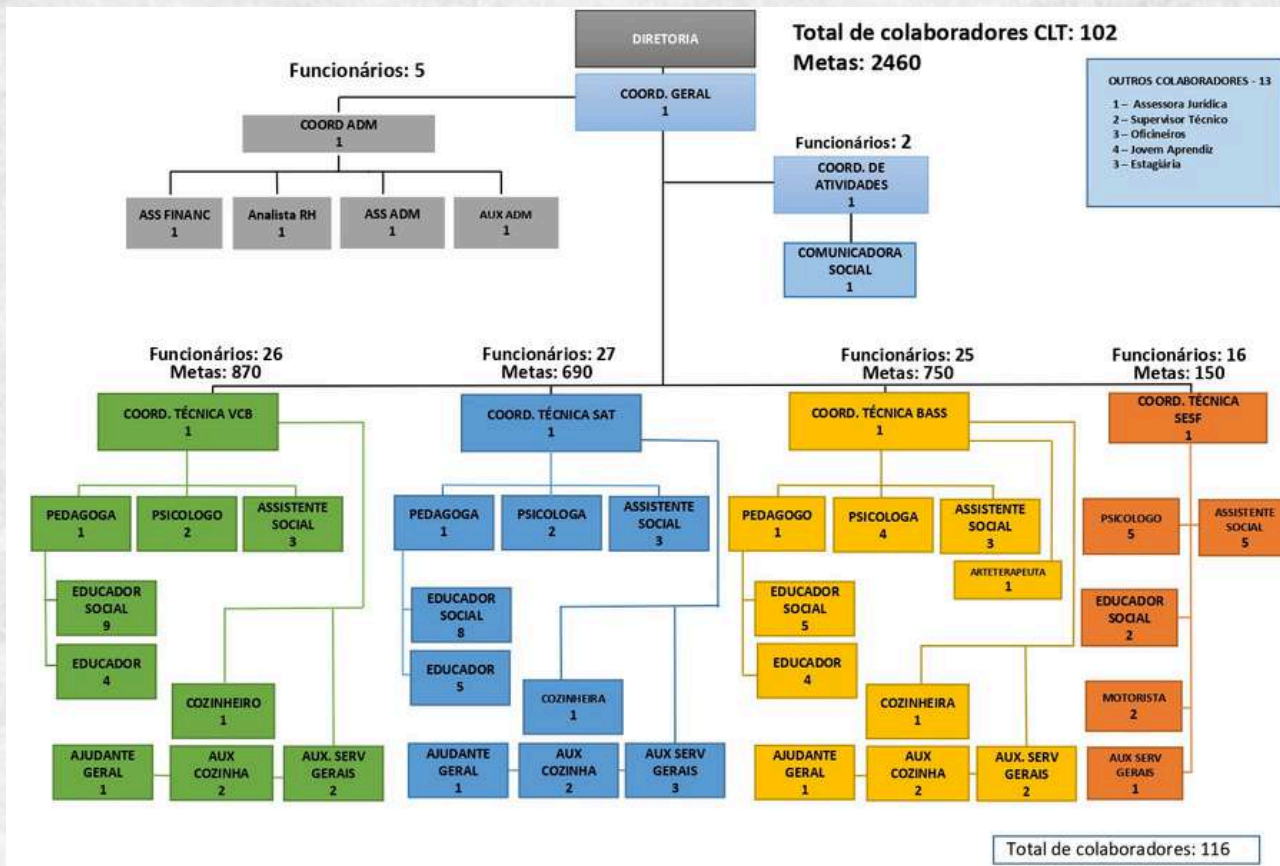 DIRETORIA
Total de colaboradores CLT: 102
Metas: 2460
Funcionários: 5
COORD. GERAL
1
OUTROS COLABORADORES - 13
1 – Assessora Jurídica
2 – Supervisor Técnico
3 – Oficineiros
4 – Jovem Aprendiz
3 – Estagiária
COORD ADM
1
Funcionários: 2
COORD. DE
ATIVIDADES
1
ASS FINANC
1
Analista RH
1
ASS ADM
1
AUX ADM
1
COMUNICADORA
SOCIAL
1
Funcionários: 26
Metas: 870
Funcionários: 27
Metas: 690
Funcionários: 25
Metas: 750
Funcionários: 16
Metas: 150
COORD. TÉCNICA VCB
1
COORD. TÉCNICA SAT
1
COORD. TÉCNICA BASS
1
COORD. TÉCNICA
SESF
1
PEDAGOGA
1
PSICOLOGO
2
ASSISTENTE
SOCIAL
3
PEDAGOGA
1
PSICOLOGA
2
ASSISTENTE
SOCIAL
3
PEDAGOGO
1
PSICOLOGA
4
ASSISTENTE
SOCIAL
3
PSICOLOGO
5
ASSISTENTE
SOCIAL
5
ARTETERAPEUTA
1
EDUCADOR
SOCIAL
9
EDUCADOR
SOCIAL
8
EDUCADOR
SOCIAL
5
EDUCADOR
SOCIAL
2
EDUCADOR
4
EDUCADOR
5
EDUCADOR
4
COZINHEIRO
1
COZINHEIRA
1
COZINHEIRA
1
MOTORISTA
2
AJUDANTE
GERAL
1
AUX
COZINHA
2
AUX. SERV
GERAIS
2
AJUDANTE
GERAL
1
AUX
COZINHA
2
AUX SERV
GERAIS
3
AJUDANTE
GERAL
1
AUX
COZINHA
2
AUX. SERV
GERAIS
2
AUX SERV
GERAIS
1
Total de colaboradores: 116